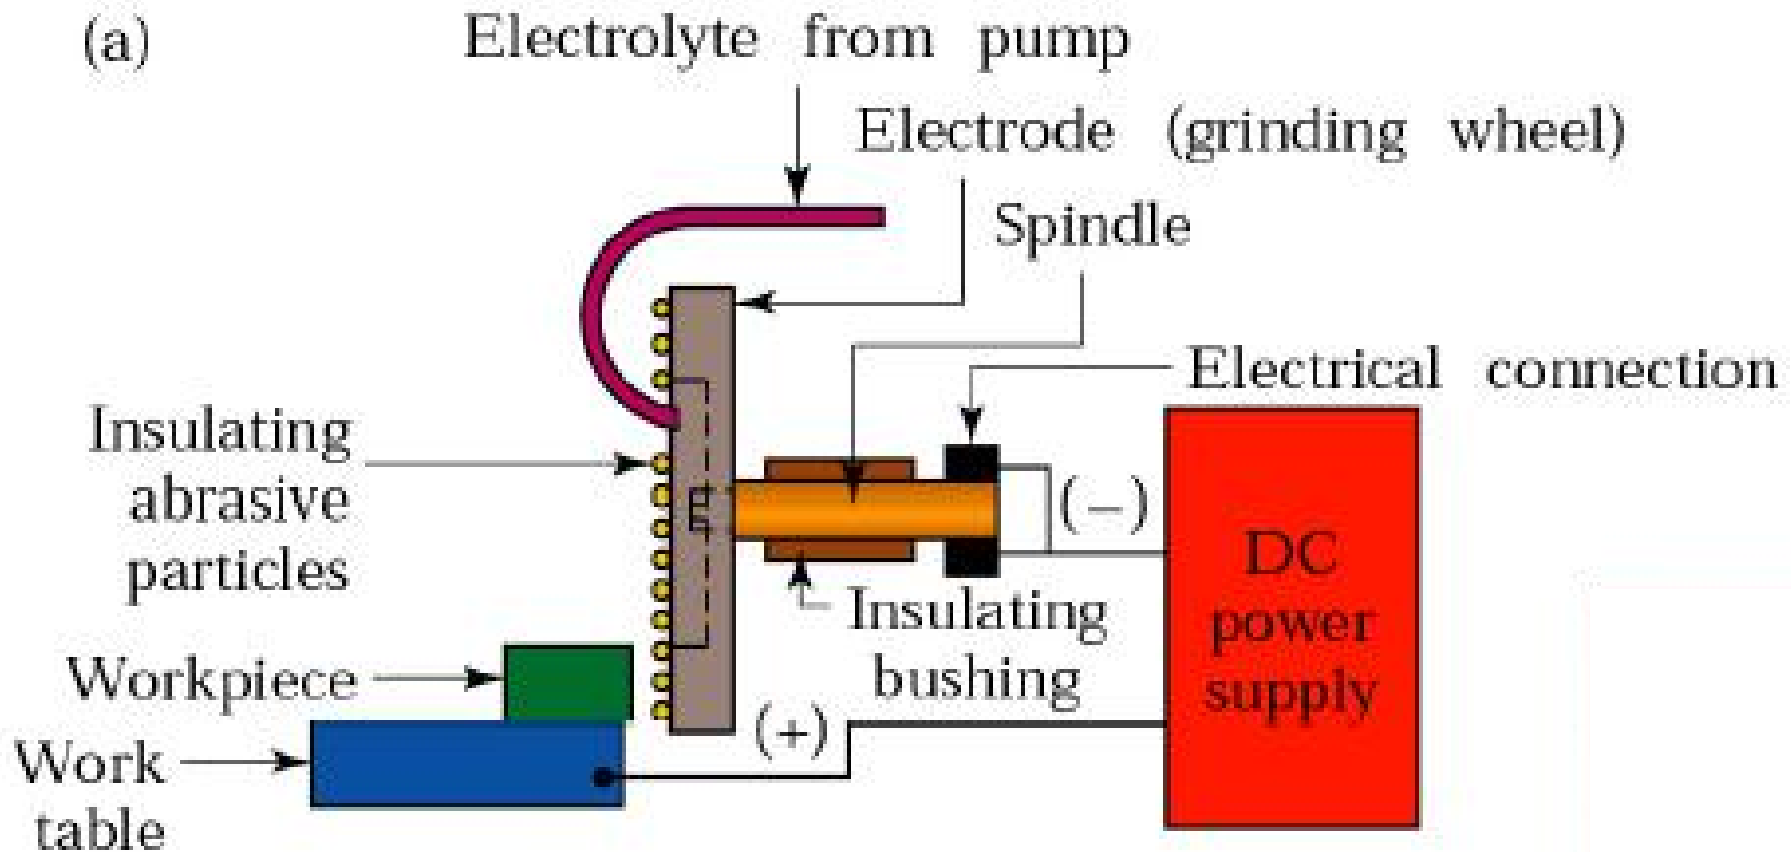 (a)
Electrolyte from pump
Electrode (grinding wheel)
Spindle
Electrical connection
Insulating
abrasive
particles
(−)
DC
power
supply
Insulating
bushing
Workpiece
(+)
Work
table